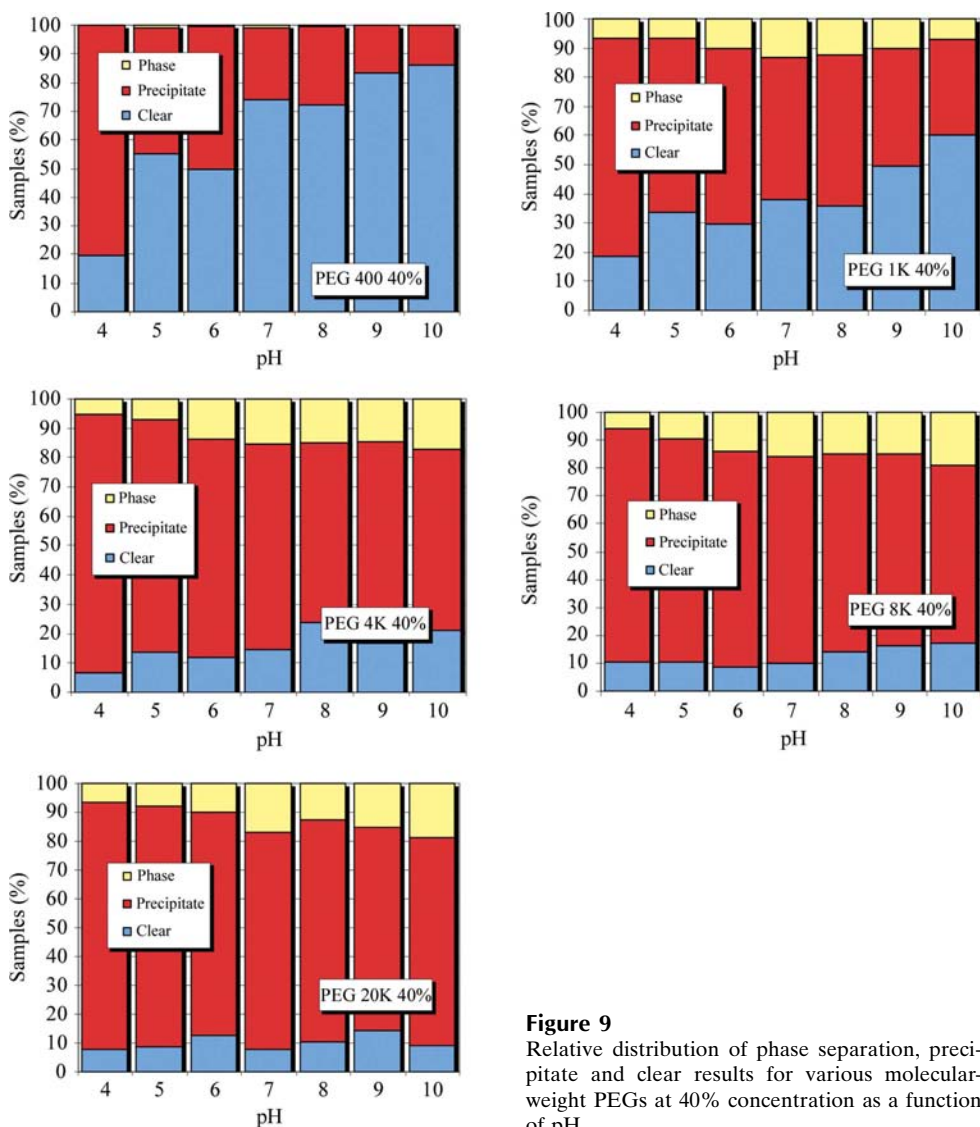 100
90
80
70
60
50
40
30
20
10
0
Samples (%)
Phase
Precipitate
Clear
PEG 400 40%
4 5 6 7 8 9 10
pH
100
90
80
70
60
50
40
30
20
10
0
Samples (%)
Phase
Precipitate
Clear
PEG 1K 40%
4 5 6 7 8 9 10
pH
100
90
80
70
60
50
40
30
20
10
0
Samples (%)
Phase
Precipitate
Clear
PEG 4K 40%
4 5 6 7 8 9 10
pH
100
90
80
70
60
50
40
30
20
10
0
Samples (%)
Phase
Precipitate
Clear
PEG 8K 40%
4 5 6 7 8 9 10
pH
100
90
80
70
60
50
40
30
20
10
0
Samples (%)
Phase
Precipitate
Clear
PEG 20K 40%
4 5 6 7 8 9 10
pH
Figure 9
Relative distribution of phase separation, preci-
pitate and clear results for various molecular-
weight PEGs at 40% concentration as a function
of pH